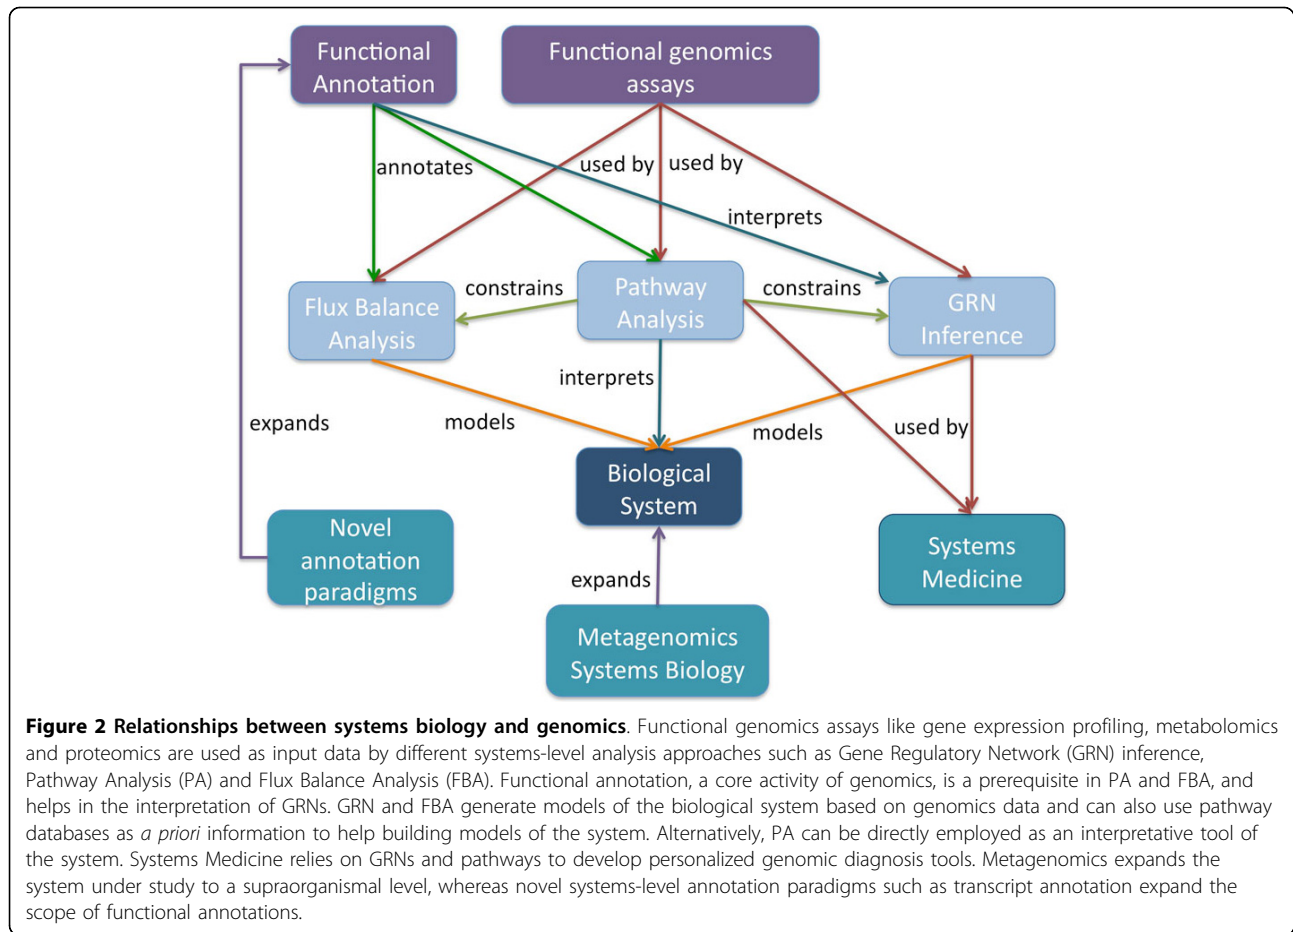 Functional
Annotation
Functional genomics
assays
annotates
used by
used by
interprets
constrains
constrains
Flux Balance
Analysis
Pathway
Analysis
GRN
Inference
interprets
expands
models
models
used by
Biological
System
Novel
annotation
paradigms
Systems
Medicine
expands
Metagenomics
Systems Biology
Figure 2 Relationships between systems biology and genomics. Functional genomics assays like gene expression profiling, metabolomics
and proteomics are used as input data by different systems-level analysis approaches such as Gene Regulatory Network (GRN) inference,
Pathway Analysis (PA) and Flux Balance Analysis (FBA). Functional annotation, a core activity of genomics, is a prerequisite in PA and FBA, and
helps in the interpretation of GRNs. GRN and FBA generate models of the biological system based on genomics data and can also use pathway
databases as a priori information to help building models of the system. Alternatively, PA can be directly employed as an interpretative tool of
the system. Systems Medicine relies on GRNs and pathways to develop personalized genomic diagnosis tools. Metagenomics expands the
system under study to a supraorganismal level, whereas novel systems-level annotation paradigms such as transcript annotation expand the
scope of functional annotations.